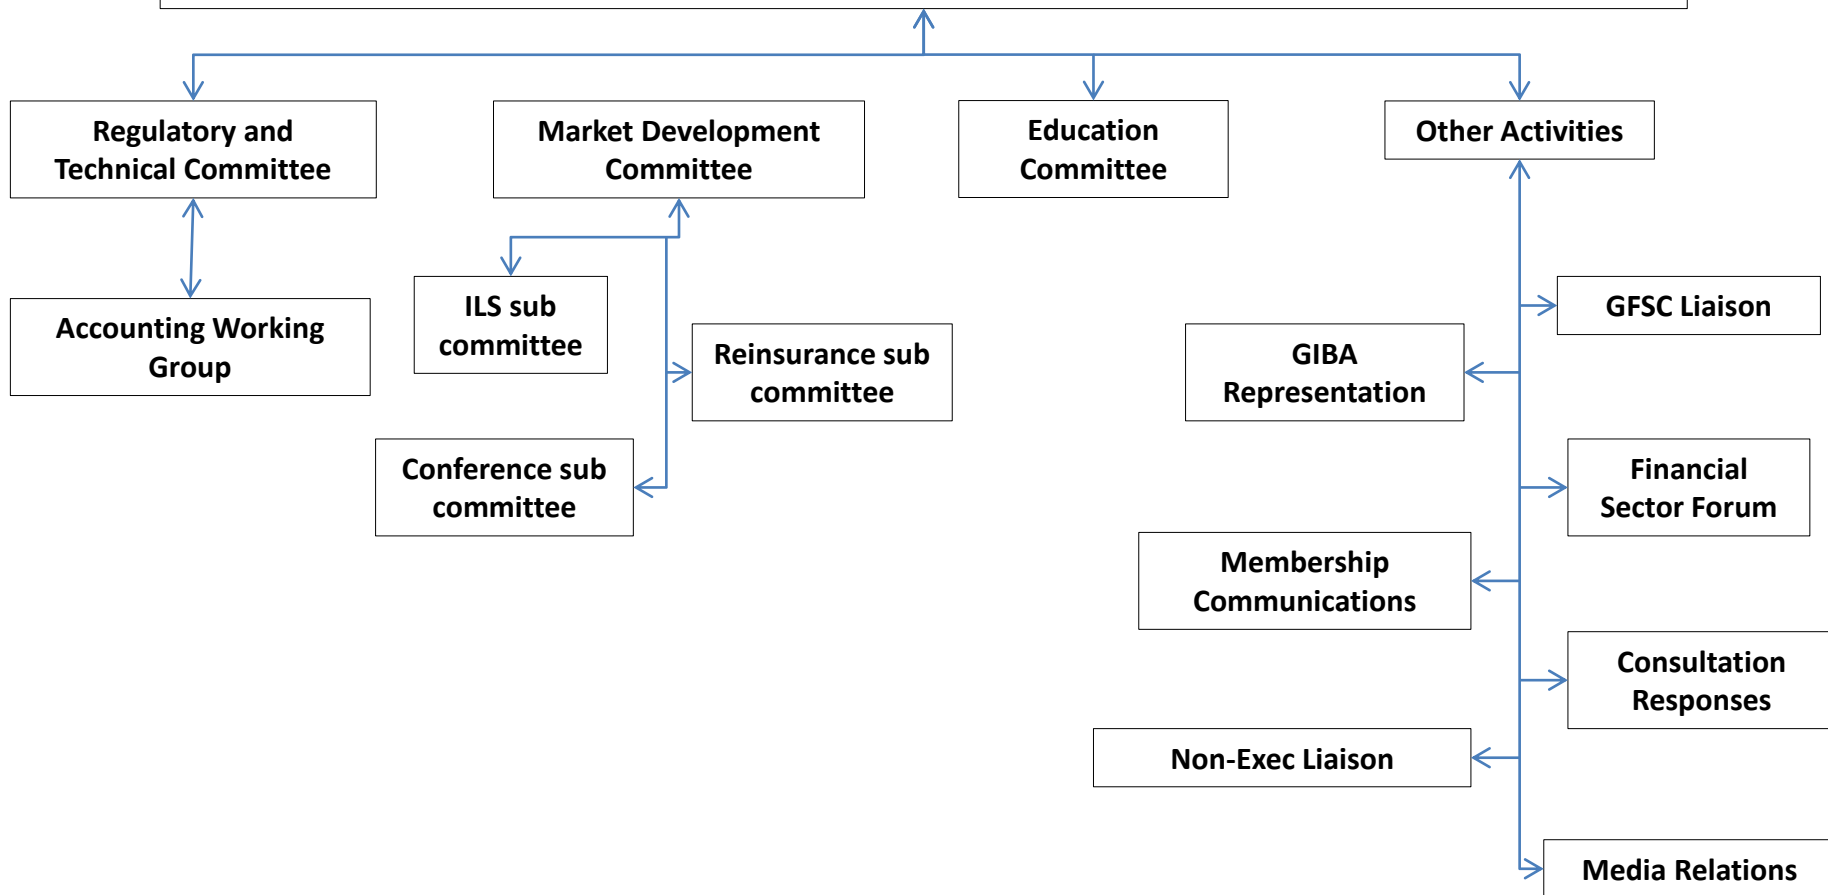 Regulatory and
Technical Committee
Market Development
Committee
Education
Committee
Other Activities
Accounting Working
Group
ILS sub
committee
Reinsurance sub
committee
Conference sub
committee
GFSC Liaison
GIBA
Representation
Financial
Sector Forum
Membership
Communications
Consultation
Responses
Non-Exec Liaison
Media Relations